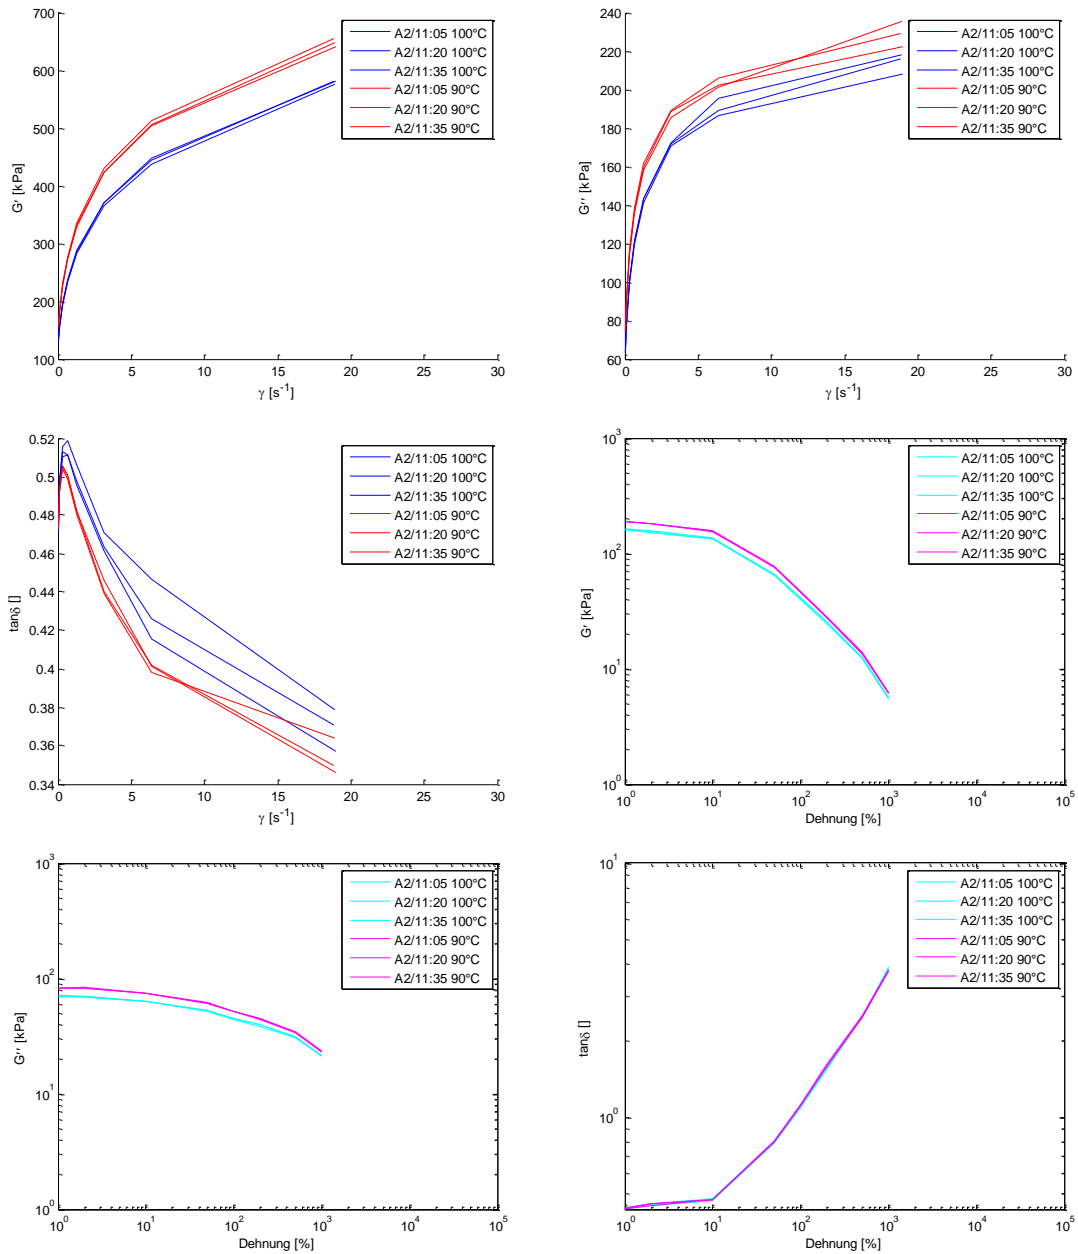 700
600
500
400
300
200
100
G′ [kPa]
0 5 10 15 20 25 30
γ [s⁻¹]
A2/11:05 100°C
A2/11:20 100°C
A2/11:35 100°C
A2/11:05 90°C
A2/11:20 90°C
A2/11:35 90°C
240
220
200
180
160
140
120
100
80
60
G′′ [kPa]
0 5 10 15 20 25 30
γ [s⁻¹]
A2/11:05 100°C
A2/11:20 100°C
A2/11:35 100°C
A2/11:05 90°C
A2/11:20 90°C
A2/11:35 90°C
0.52
0.5
0.48
0.46
0.44
0.42
0.4
0.38
0.36
0.34
tanδ []
0 5 10 15 20 25 30
γ [s⁻¹]
A2/11:05 100°C
A2/11:20 100°C
A2/11:35 100°C
A2/11:05 90°C
A2/11:20 90°C
A2/11:35 90°C
10³
10²
10¹
10⁰
G′ [kPa]
10⁰ 10¹ 10² 10³ 10⁴ 10⁵
Dehnung [%]
A2/11:05 100°C
A2/11:20 100°C
A2/11:35 100°C
A2/11:05 90°C
A2/11:20 90°C
A2/11:35 90°C
10³
10²
10¹
10⁰
G′′ [kPa]
10⁰ 10¹ 10² 10³ 10⁴ 10⁵
Dehnung [%]
A2/11:05 100°C
A2/11:20 100°C
A2/11:35 100°C
A2/11:05 90°C
A2/11:20 90°C
A2/11:35 90°C
10¹
10⁰
tanδ []
10⁰ 10¹ 10² 10³ 10⁴ 10⁵
Dehnung [%]
A2/11:05 100°C
A2/11:20 100°C
A2/11:35 100°C
A2/11:05 90°C
A2/11:20 90°C
A2/11:35 90°C